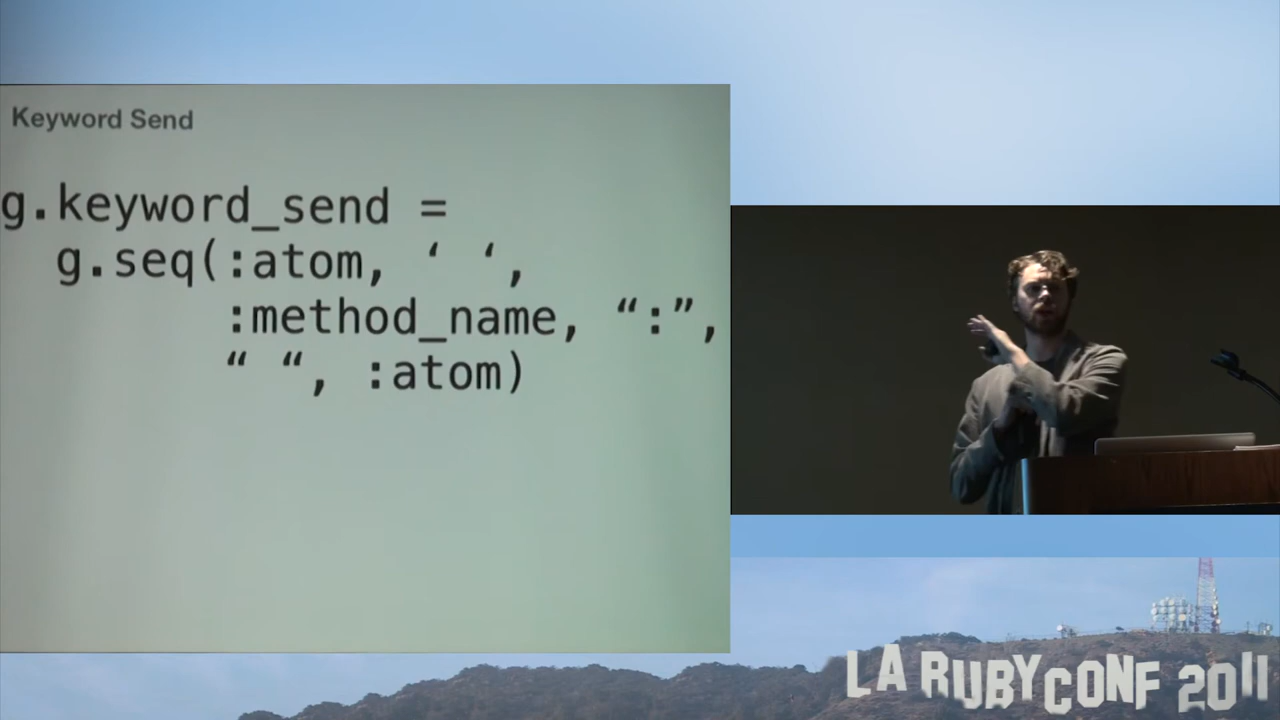 Keyword Send
g.keyword_send =
g.seq(:atom, ‘ ‘,
:method_name, “:”,
“ “, :atom)
LA RUBYCONF 2011